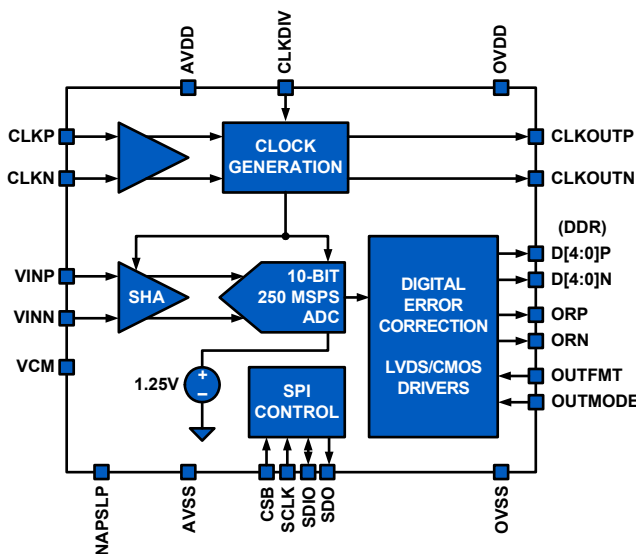 AVDD
CLKDIV
OVDD
CLKP
CLKN
CLOCK
GENERATION
CLKOUTP
CLKOUTN
(DDR)
VINP
VINN
SHA
10-BIT
250 MSPS
ADC
DIGITAL
ERROR
CORRECTION
LVDS/CMOS
DRIVERS
D[4:0]P
D[4:0]N
ORP
ORN
OUTFMT
OUTMODE
VCM
1.25V
+
–
SPI
CONTROL
NAPSLP
AVSS
CSB
SCLK
SDIO
SDO
OVSS